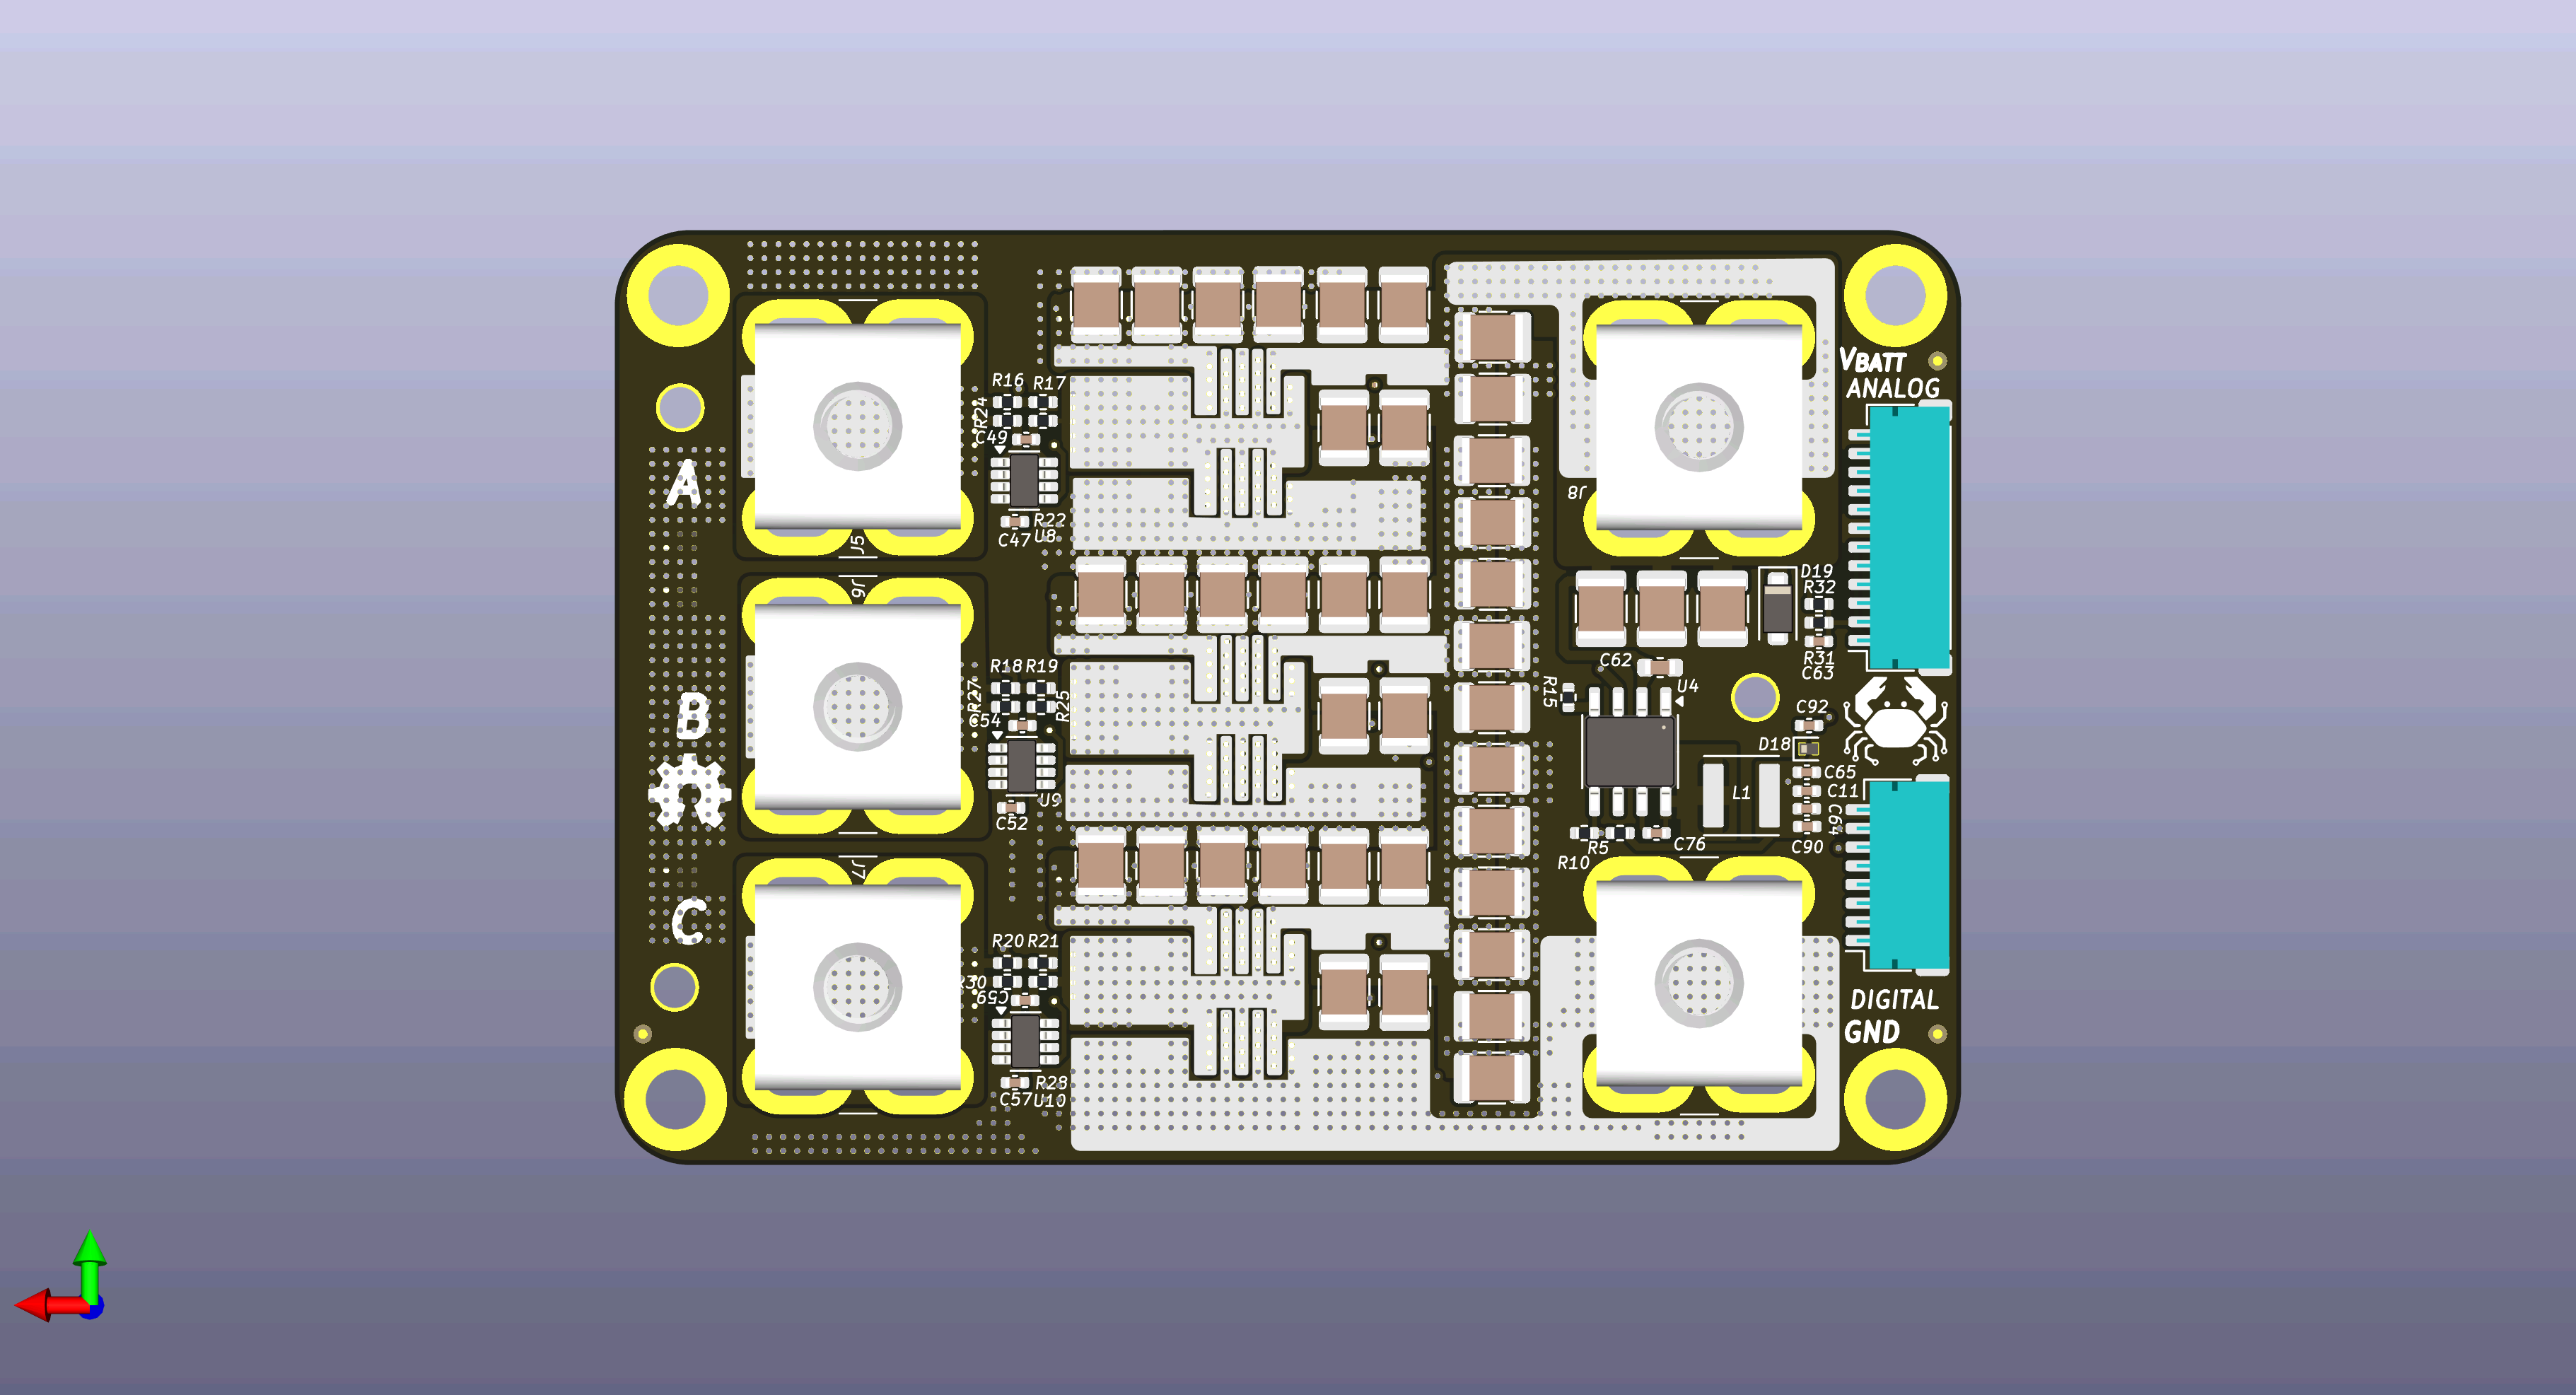 VBATT
ANALOG
R16
R17
R24
C49
A
J8
R22
C47
U8
J5
D19
R32
J6
R31
C63
C62
R18
R19
R27
R25
C54
R15
U4
B
C92
D18
C65
L1
C11
U9
C52
C64
R5
C76
C90
R10
J7
C
R20
R21
R30
C59
DIGITAL
GND
R28
C57
U10